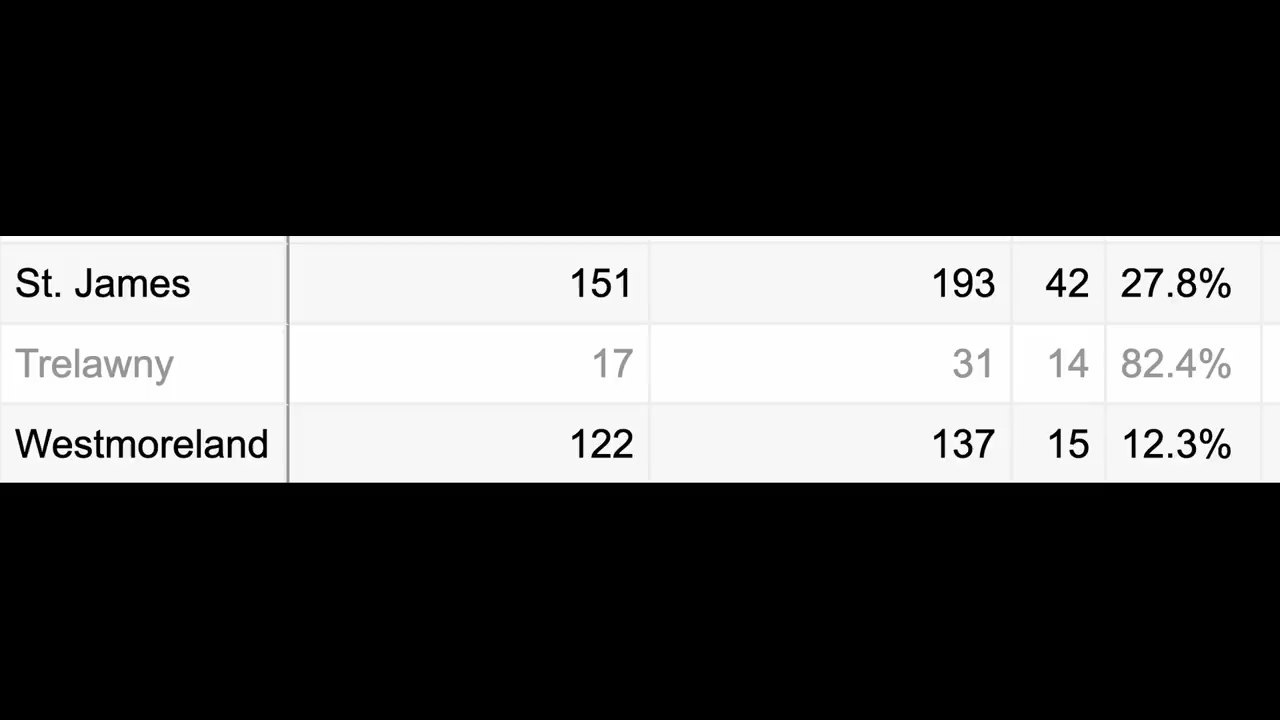 St. James 151 193 42 27.8%
Trelawny 17 31 14 82.4%
Westmoreland 122 137 15 12.3%